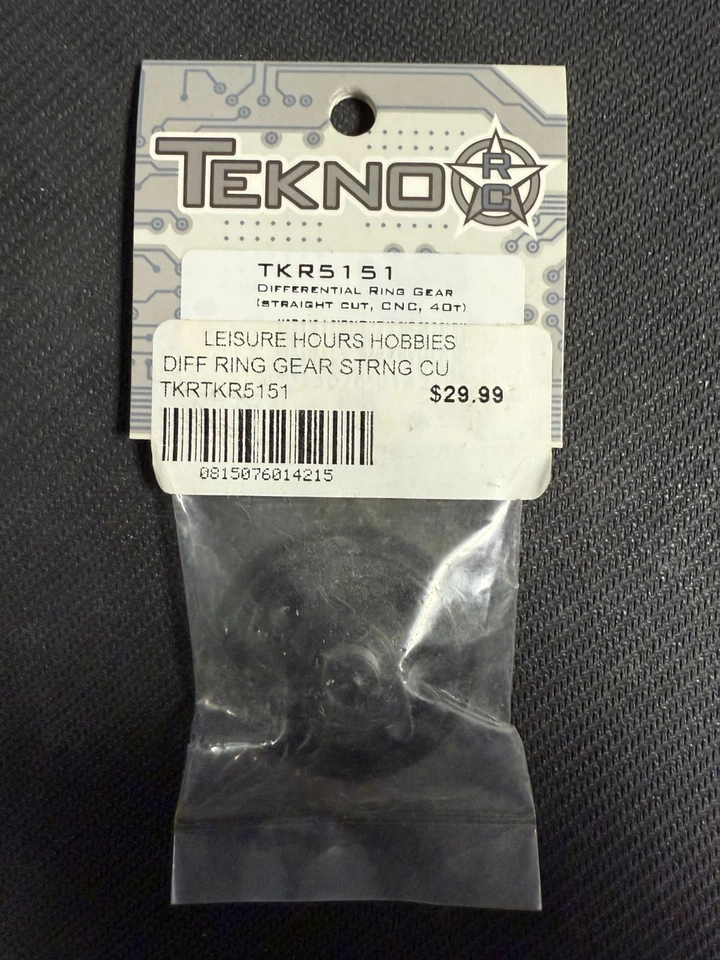 TEKNO RC
TKR5151
DIFFERENTIAL RING GEAR
(STRAIGHT CUT, CNC, 40T)
LEISURE HOURS HOBBIES
DIFF RING GEAR STRNG CU
TKRTKR5151 $29.99
0815076014215